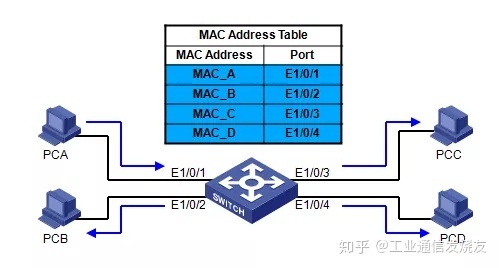 MAC Address Table
MAC Address Port
MAC_A E1/0/1
MAC_B E1/0/2
MAC_C E1/0/3
MAC_D E1/0/4
PCA
PCC
E1/0/1
E1/0/3
SWITCH
E1/0/2
E1/0/4
PCB
PCD
知乎 @工业通信发烧友